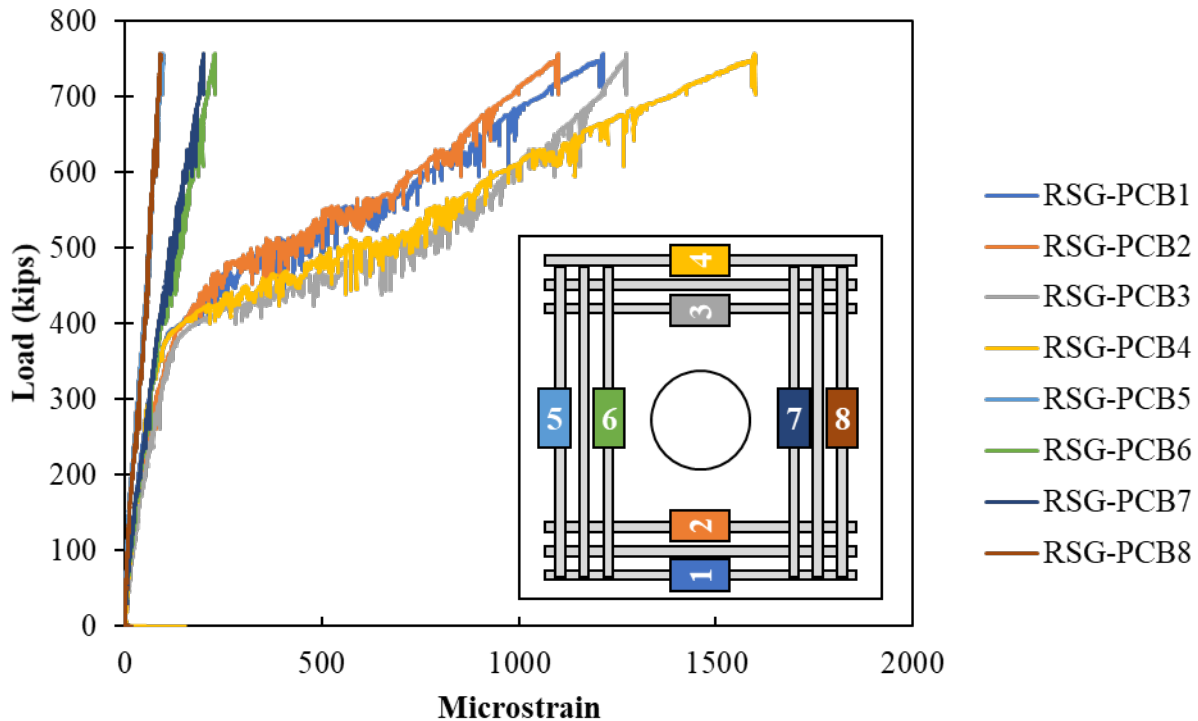 800
700
600
500
400
300
200
100
0
Load (kips)
0
500
1000
1500
2000
Microstrain
4
3
5
6
7
8
2
1
RSG-PCB1
RSG-PCB2
RSG-PCB3
RSG-PCB4
RSG-PCB5
RSG-PCB6
RSG-PCB7
RSG-PCB8